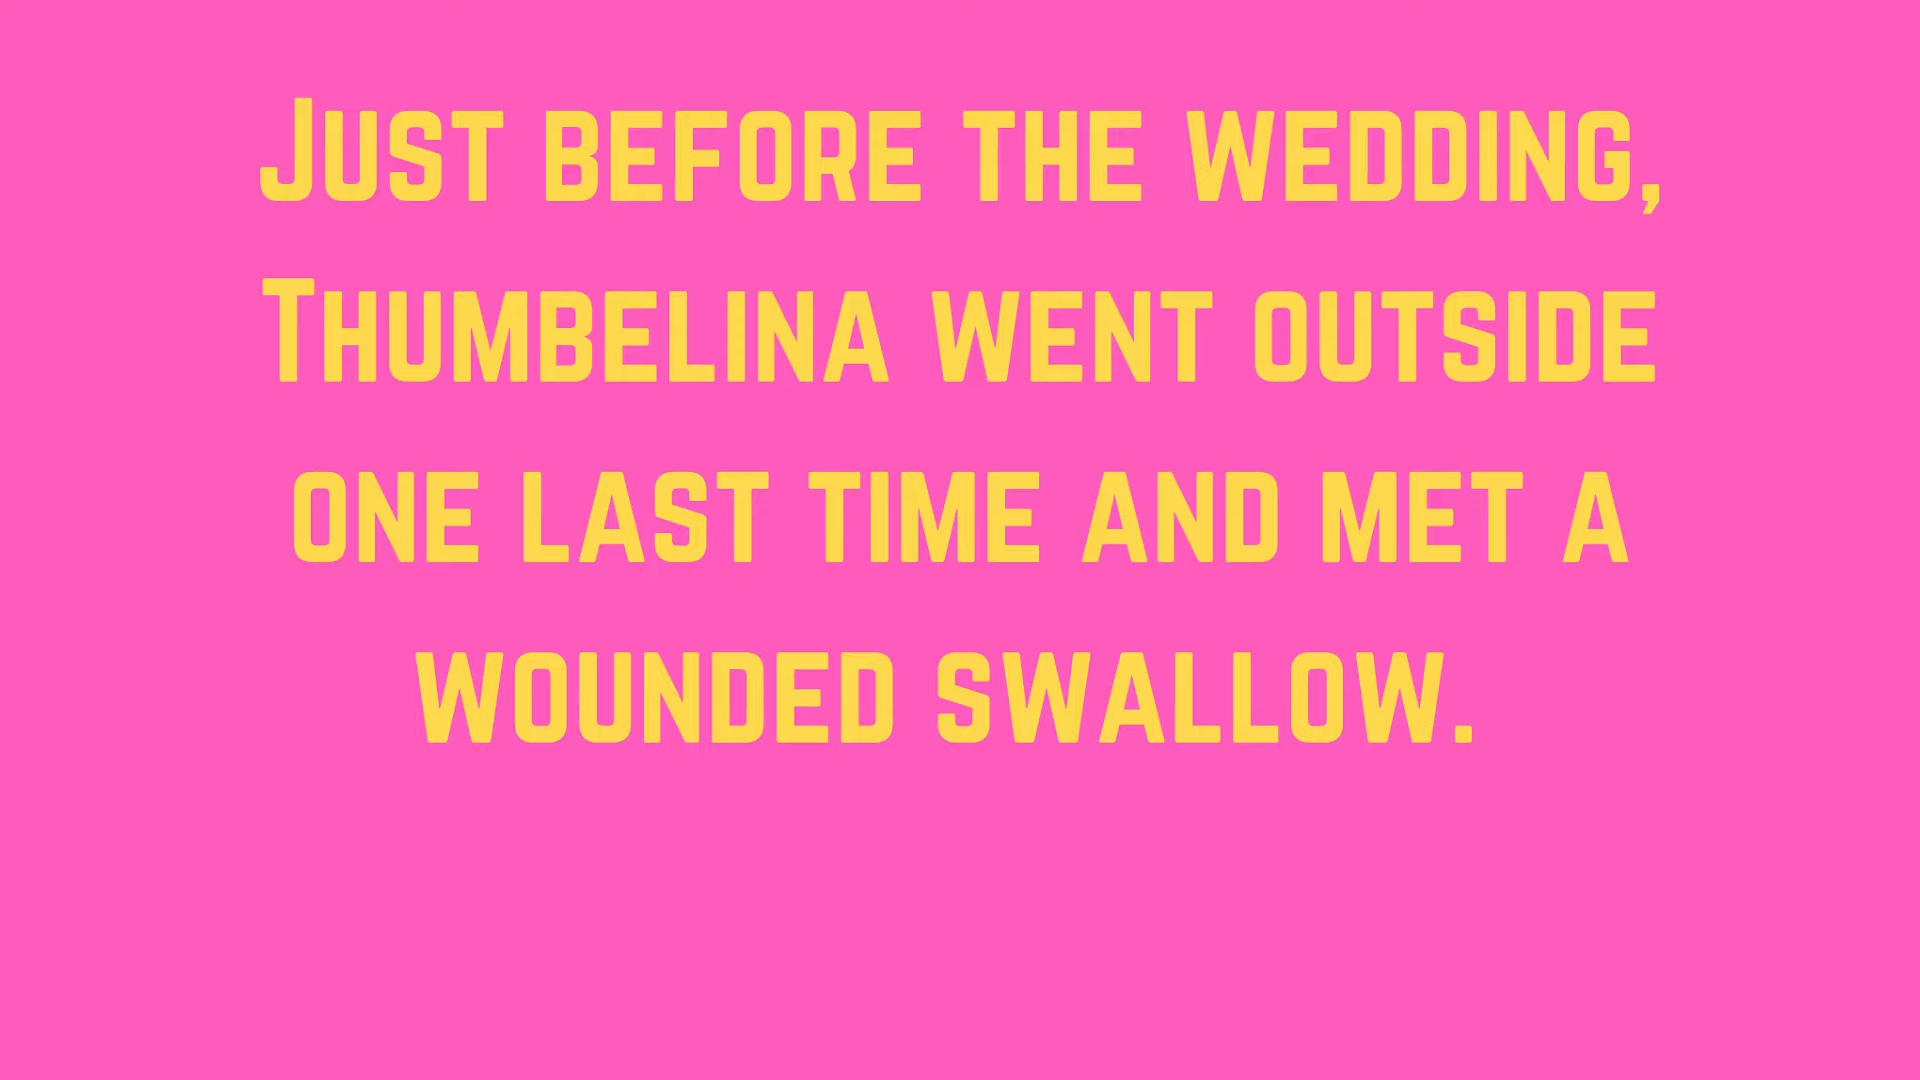 Just before the wedding,
Thumbelina went outside
one last time and met a
wounded swallow.